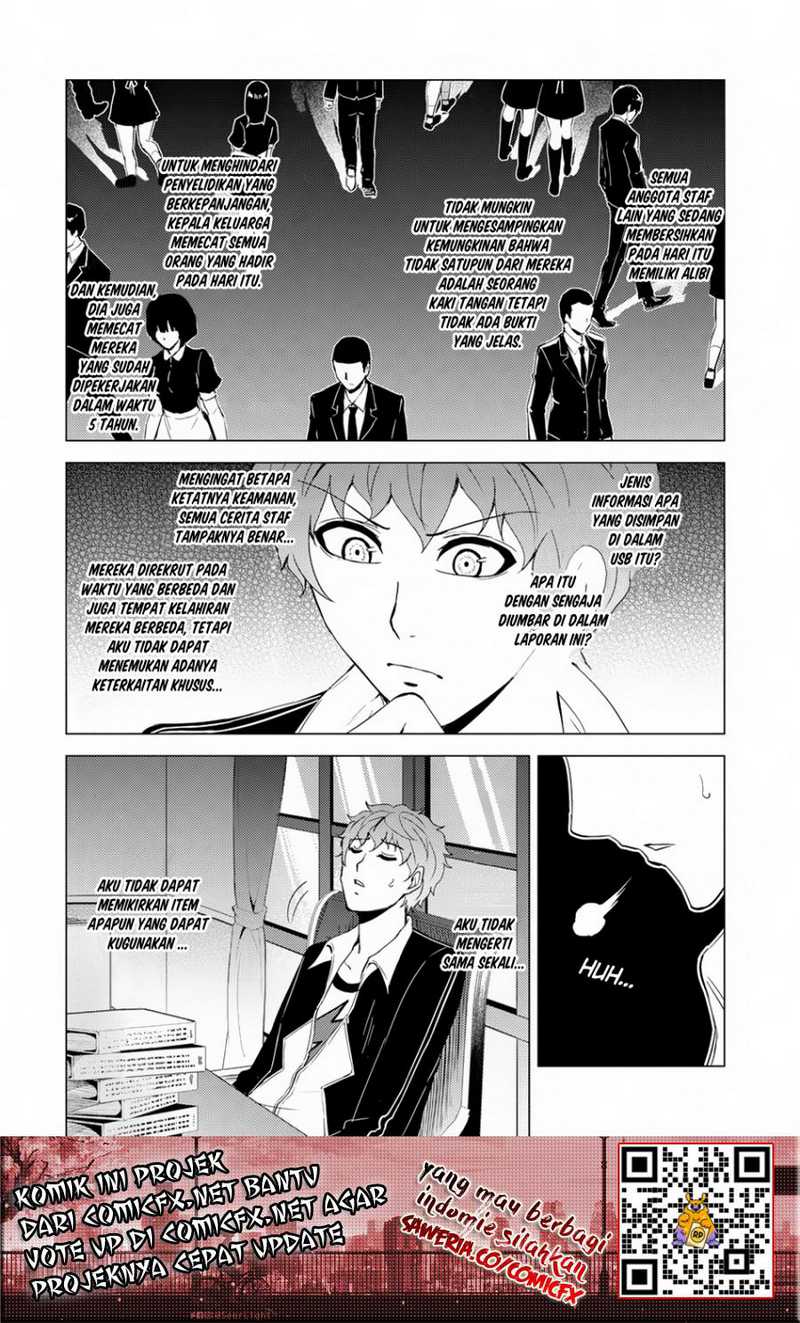 SEMUA
ANGGOTA STAF
LAIN YANG SEDANG
MEMBERSIHKAN
PADA HARI ITU
MEMILIKI ALIBI
TIDAK MUNGKIN
UNTUK MENGESAMPINGKAN
KEMUNGKINAN BAHWA
TIDAK SATUPUN DARI MEREKA
ADALAH SEORANG
KAKI TANGAN TETAPI
TIDAK ADA BUKTI
YANG JELAS.
UNTUK MENGHINDARI
PENYELIDIKAN YANG
BERKEPANJANGAN,
KEPALA KELUARGA
MEMECAT SEMUA
ORANG YANG HADIR
PADA HARI ITU.
DAN KEMUDIAN,
DIA JUGA
MEMECAT
MEREKA
YANG SUDAH
DIPEKERJAKAN
DALAM WAKTU
5 TAHUN.
JENIS
INFORMASI APA
YANG DISIMPAN
DI DALAM
USB ITU?
APA ITU
DENGAN SENGAJA
DIUMBAR DI DALAM
LAPORAN INI?
MENGINGAT BETAPA
KETATNYA KEAMANAN,
SEMUA CERITA STAF
TAMPAKNYA BENAR...
MEREKA DIREKRUT PADA
WAKTU YANG BERBEDA DAN
JUGA TEMPAT KELAHIRAN
MEREKA BERBEDA, TETAPI
AKU TIDAK DAPAT
MENEMUKAN ADANYA
KETERKAITAN KHUSUS...
HUH...
AKU TIDAK
MENGERTI
SAMA SEKALI...
AKU TIDAK DAPAT
MEMIKIRKAN ITEM
APAPUN YANG DAPAT
KUGUNAKAN ...
KOMIK INI PROJEK
DARI COMICFX.NET BANTU
VOTE UP DI COMICFX.NET AGAR
PROJEKNYA CEPAT UPDATE
yang mau berbagi
indomie silahkan
SAWERIA.CO/COMICFX
RP